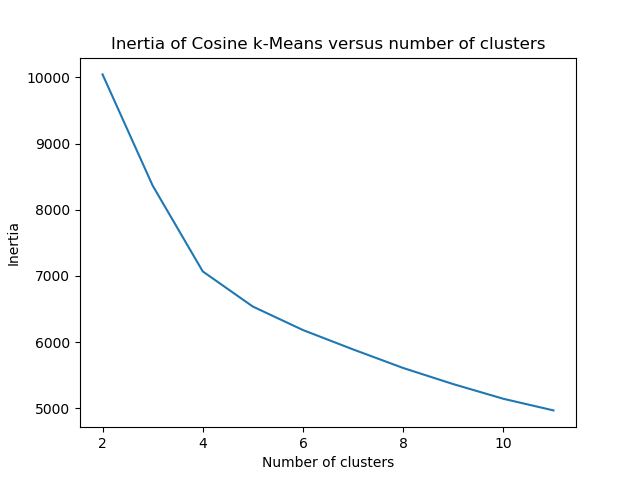 Inertia of Cosine k-Means versus number of clusters
10000
9000
8000
7000
6000
5000
Inertia
2 4 6 8 10
Number of clusters